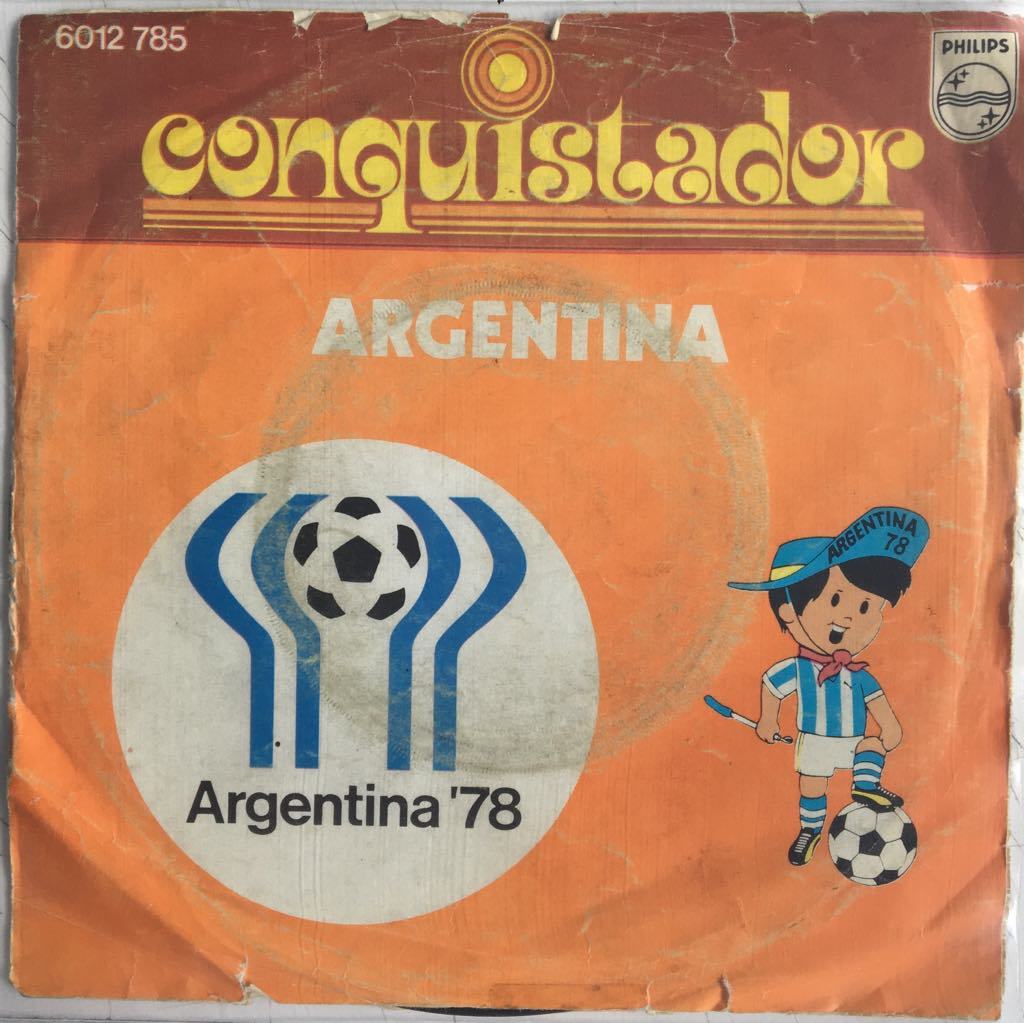 6012 785
PHILIPS
conquistador
ARGENTINA
ARGENTINA
78
Argentina '78